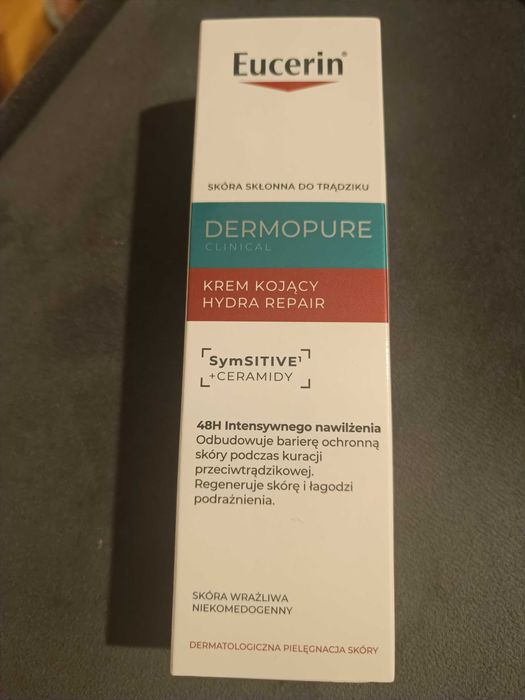 Eucerin®
SKÓRA SKŁONNA DO TRĄDZIKU
DERMOPURE
CLINICAL
KREM KOJĄCY
HYDRA REPAIR
SymSITIVE¹
+CERAMIDY
48H Intensywnego nawilżenia
Odbudowuje barierę ochronną
skóry podczas kuracji
przeciwtrądzikowej.
Regeneruje skórę i łagodzi
podrażnienia.
SKÓRA WRAŻLIWA
NIEKOMEDOGENNY
DERMATOLOGICZNA PIELĘGNACJA SKÓRY